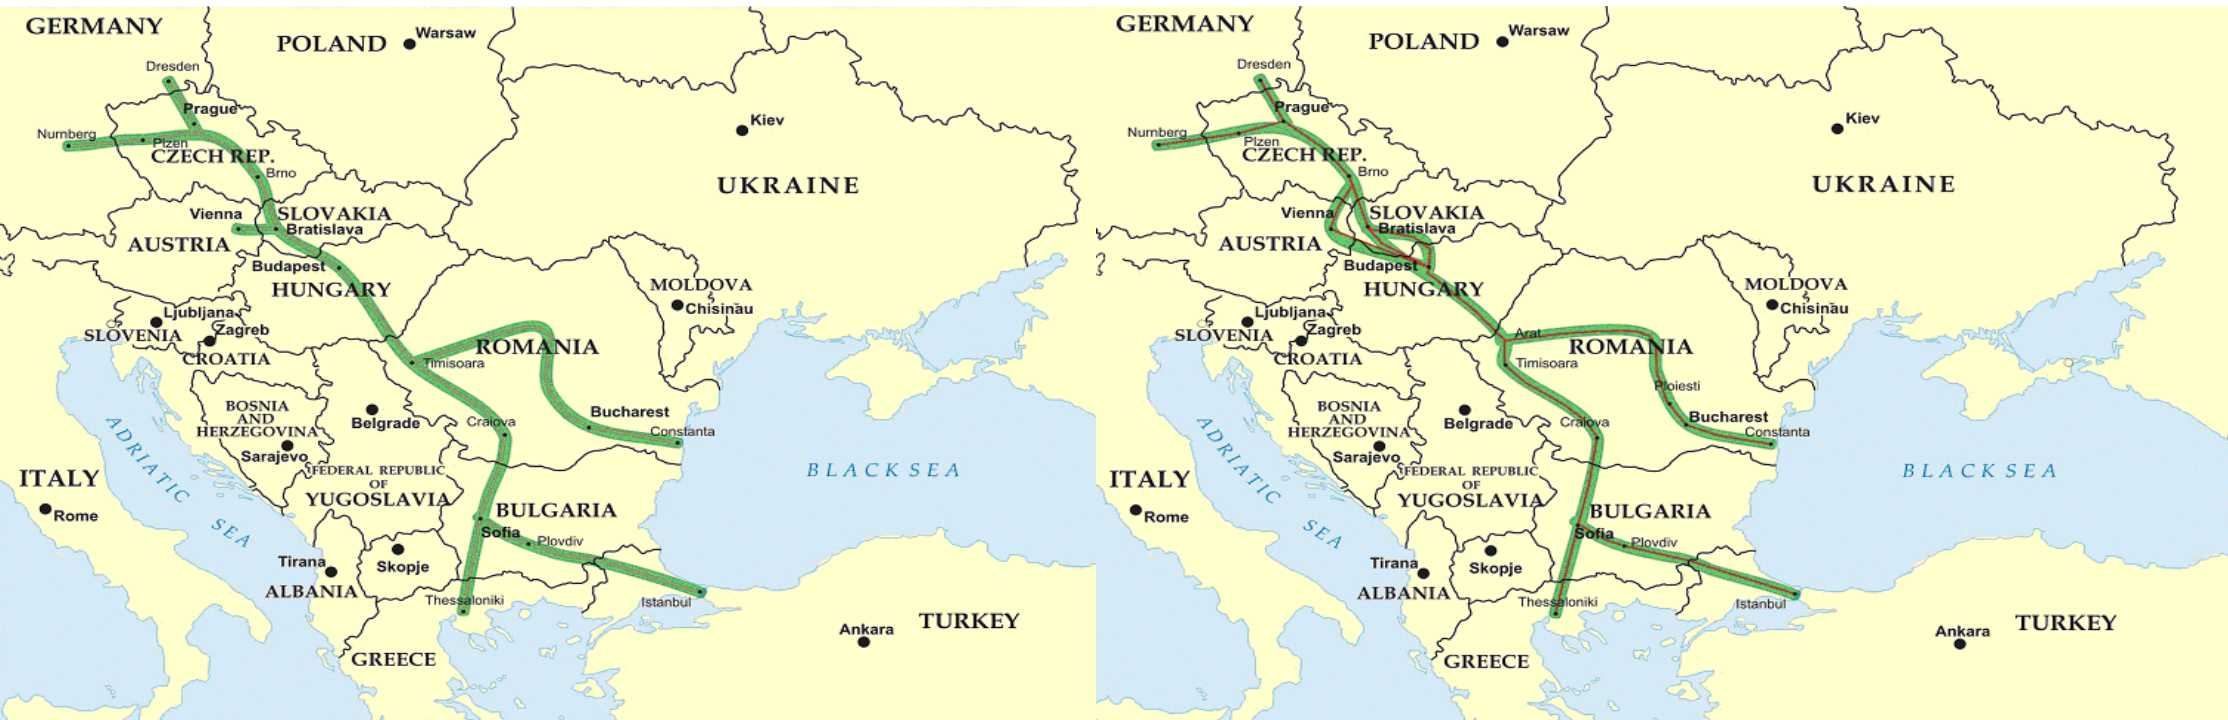 GERMANY
POLAND
Warsaw
Dresden
Prague
Nurnberg
Plzen
CZECH REP.
Brno
Kiev
UKRAINE
Vienna
SLOVAKIA
Bratislava
AUSTRIA
Budapest
HUNGARY
MOLDOVA
Chisinău
Ljubljana
SLOVENIA
Zagreb
CROATIA
ROMANIA
Timisoara
BOSNIA
AND
HERZEGOVINA
Sarajevo
Belgrade
Craiova
Bucharest
Constanta
ADRIATIC SEA
ITALY
Rome
FEDERAL REPUBLIC
OF
YUGOSLAVIA
BLACK SEA
BULGARIA
Sofia
Plovdiv
Tirana
ALBANIA
Skopje
Thessaloniki
Istanbul
Ankara
TURKEY
GREECE
GERMANY
POLAND
Warsaw
Dresden
Prague
Nurnberg
Plzen
CZECH REP.
Brno
Kiev
UKRAINE
Vienna
SLOVAKIA
Bratislava
AUSTRIA
Budapest
HUNGARY
MOLDOVA
Chisinău
Ljubljana
SLOVENIA
Zagreb
CROATIA
Arat
ROMANIA
Timisoara
Ploiesti
BOSNIA
AND
HERZEGOVINA
Sarajevo
Belgrade
Craiova
Bucharest
Constanta
ADRIATIC SEA
ITALY
Rome
FEDERAL REPUBLIC
OF
YUGOSLAVIA
BLACK SEA
BULGARIA
Sofia
Plovdiv
Tirana
ALBANIA
Skopje
Thessaloniki
Istanbul
Ankara
TURKEY
GREECE